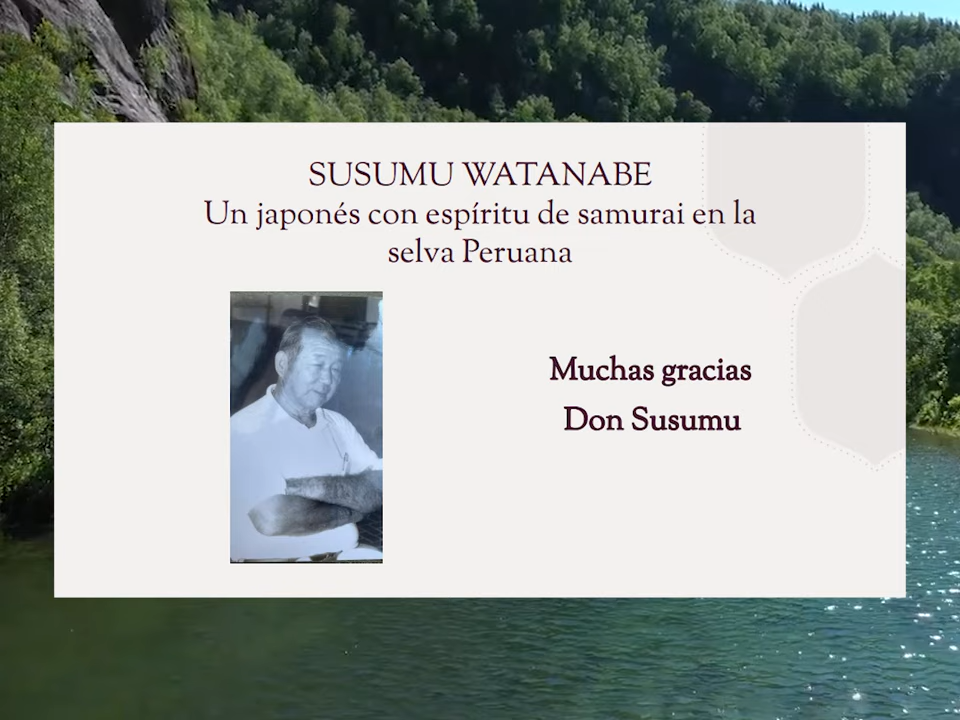 SUSUMU WATANABE
Un japonés con espíritu de samurai en la
selva Peruana
Muchas gracias
Don Susumu